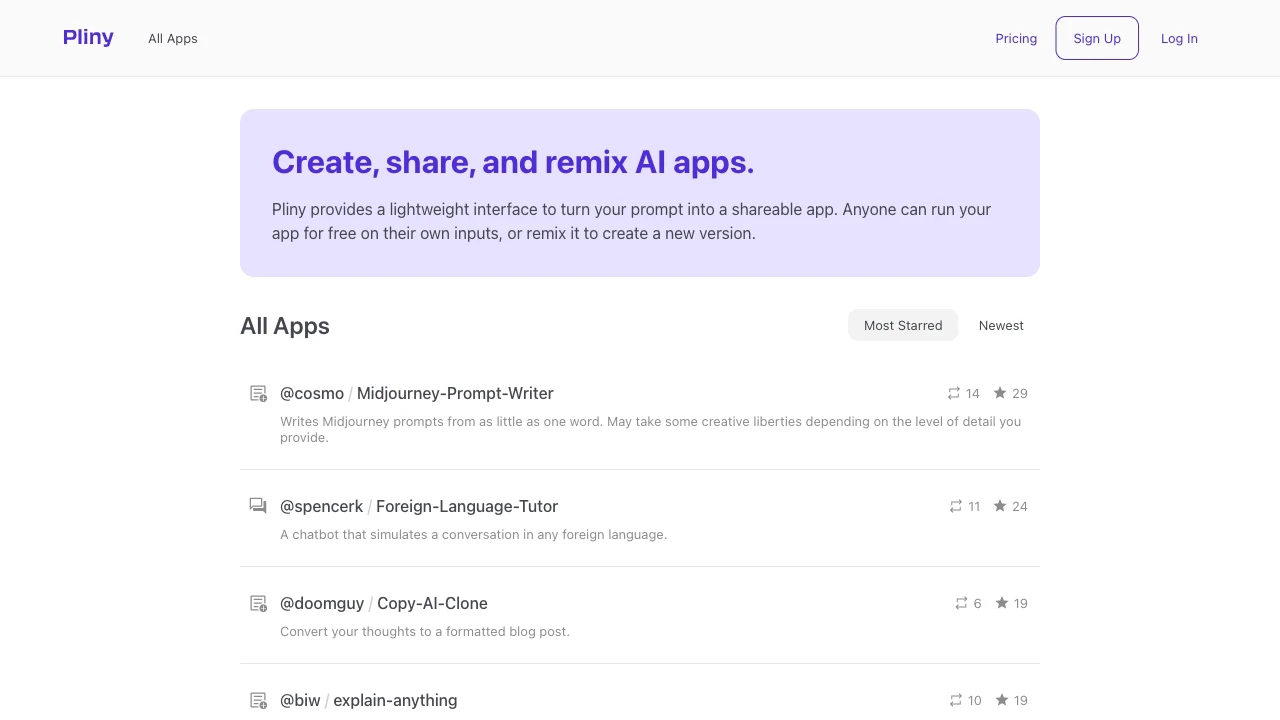 Pliny
All Apps
Pricing
Sign Up
Log In
Create, share, and remix AI apps.
Pliny provides a lightweight interface to turn your prompt into a shareable app. Anyone can run your
app for free on their own inputs, or remix it to create a new version.
All Apps
Most Starred
Newest
@cosmo / Midjourney-Prompt-Writer
14
29
Writes Midjourney prompts from as little as one word. May take some creative liberties depending on the level of detail you
provide.
@spencerk / Foreign-Language-Tutor
11
24
A chatbot that simulates a conversation in any foreign language.
@doomguy / Copy-AI-Clone
6
19
Convert your thoughts to a formatted blog post.
@biw / explain-anything
10
19